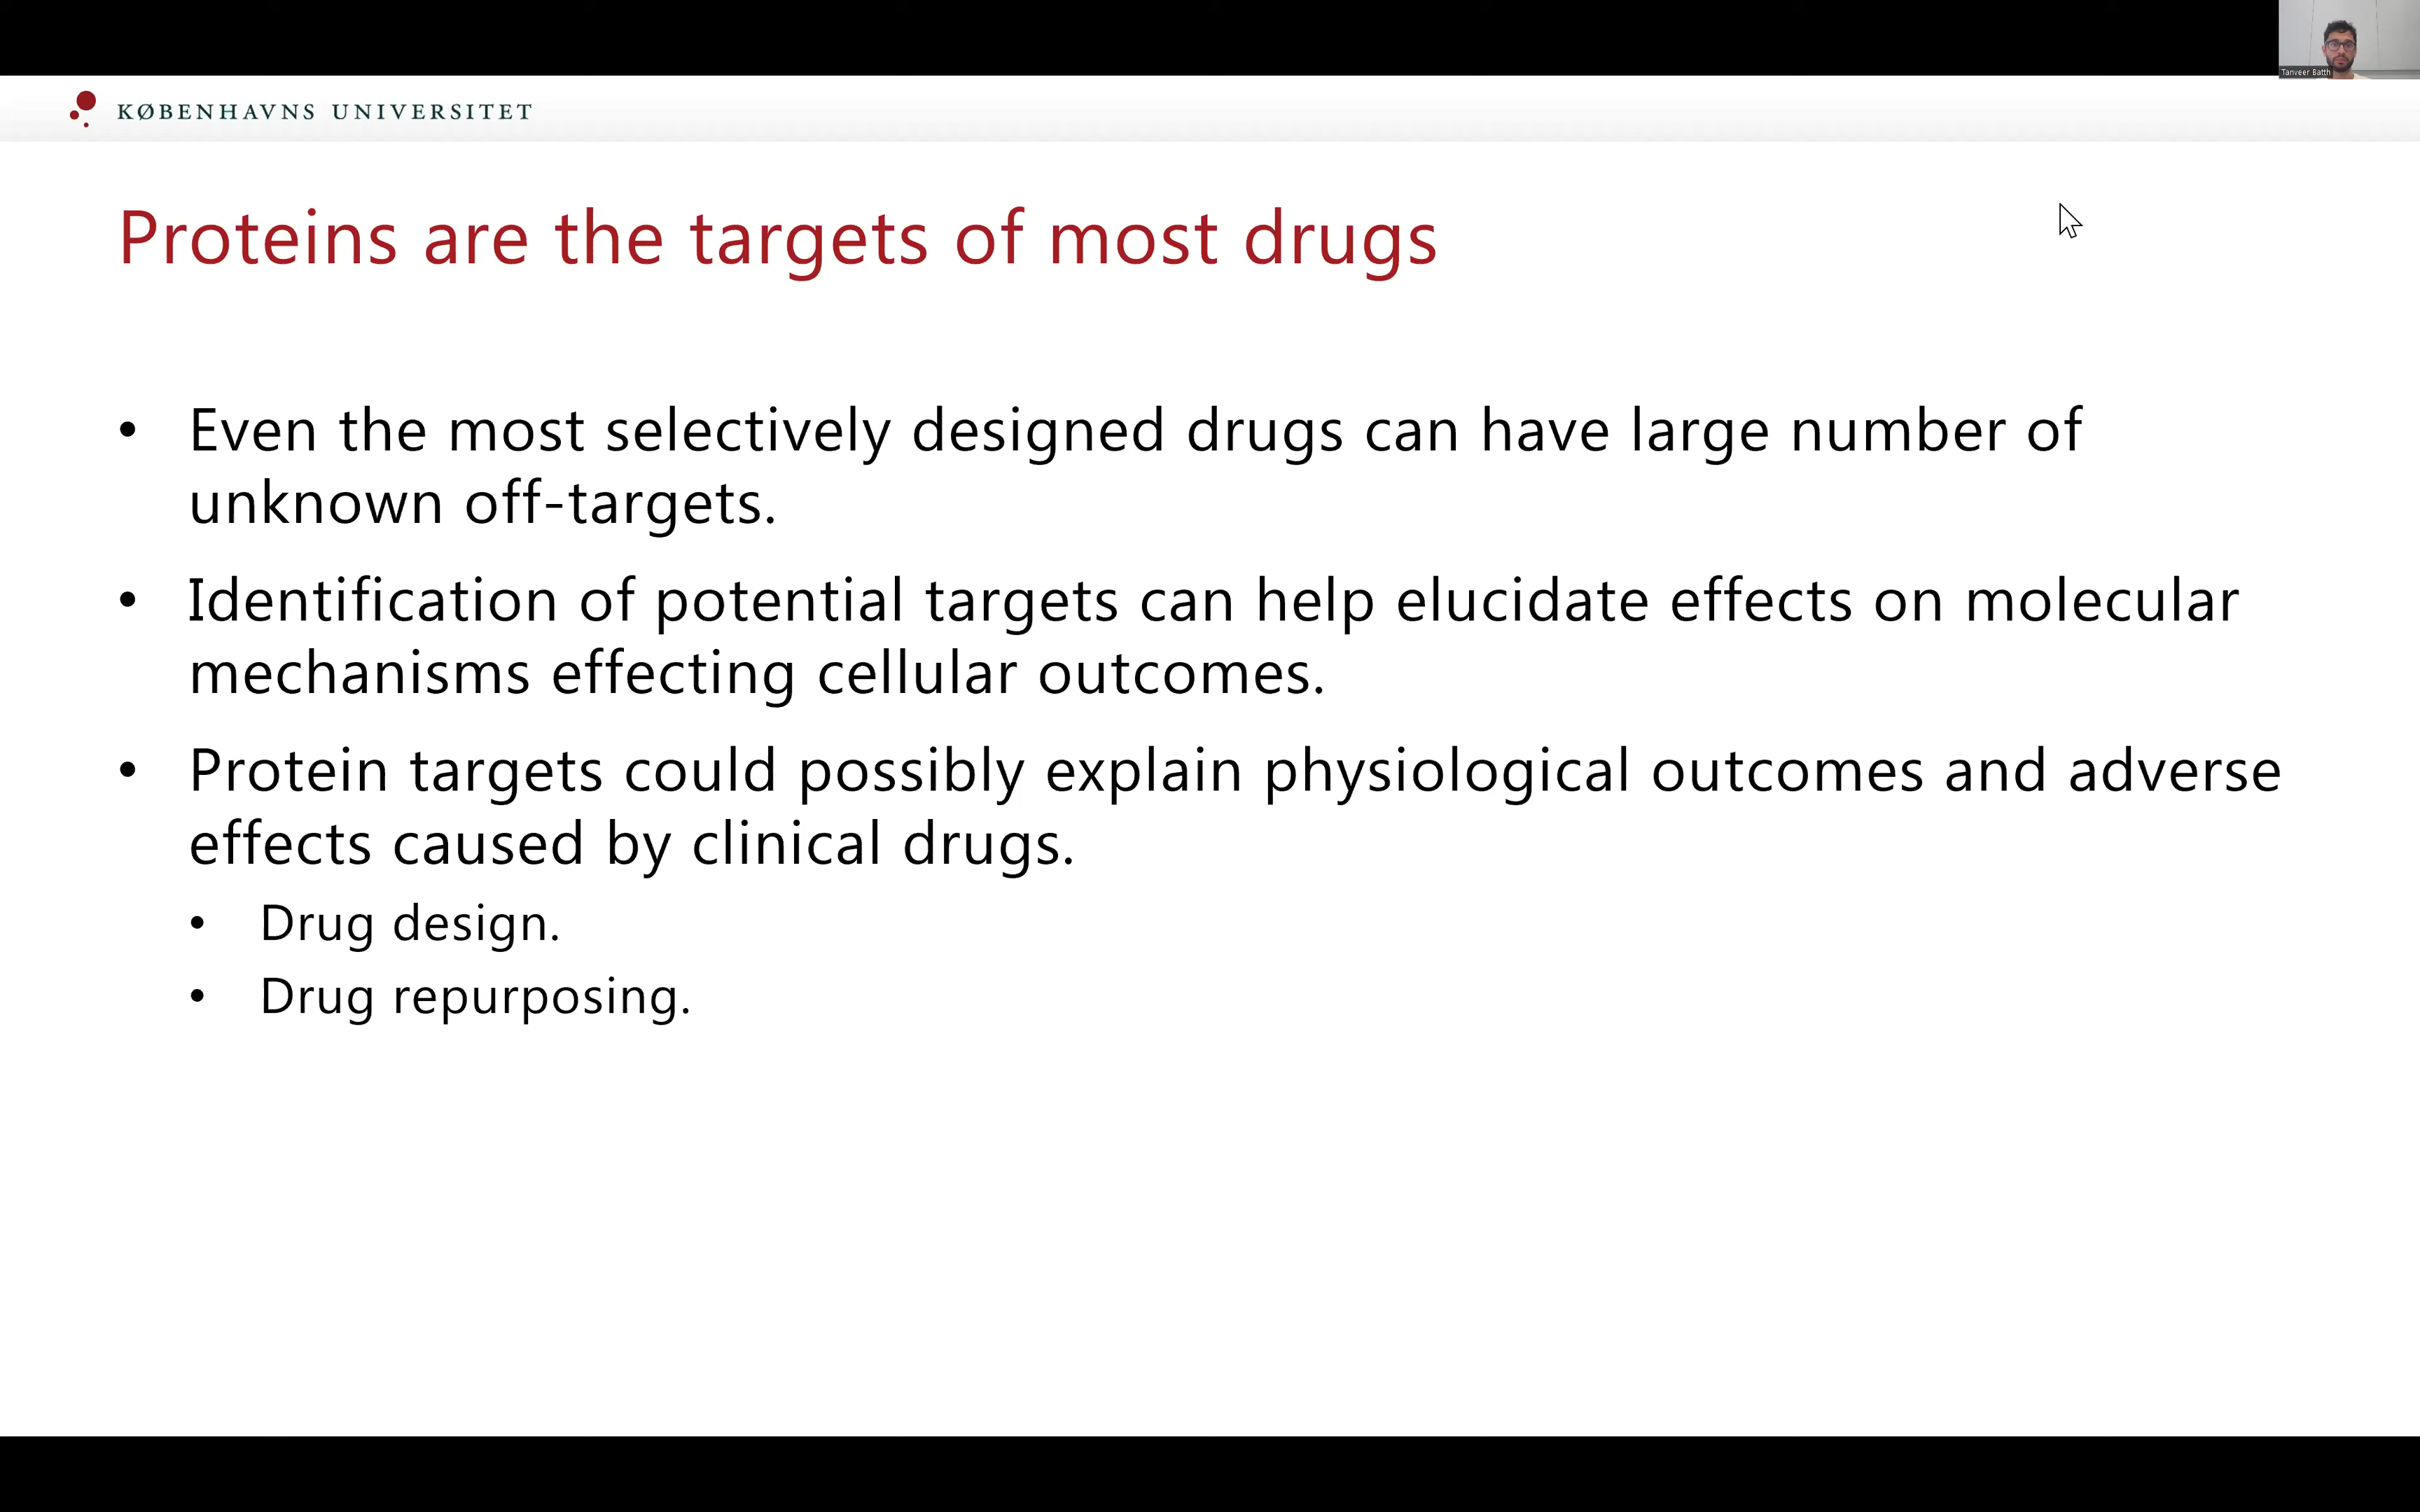 Tanveer Batth
KØBENHAVNS UNIVERSITET
Proteins are the targets of most drugs
• Even the most selectively designed drugs can have large number of
unknown off-targets.
• Identification of potential targets can help elucidate effects on molecular
mechanisms effecting cellular outcomes.
• Protein targets could possibly explain physiological outcomes and adverse
effects caused by clinical drugs.
• Drug design.
• Drug repurposing.